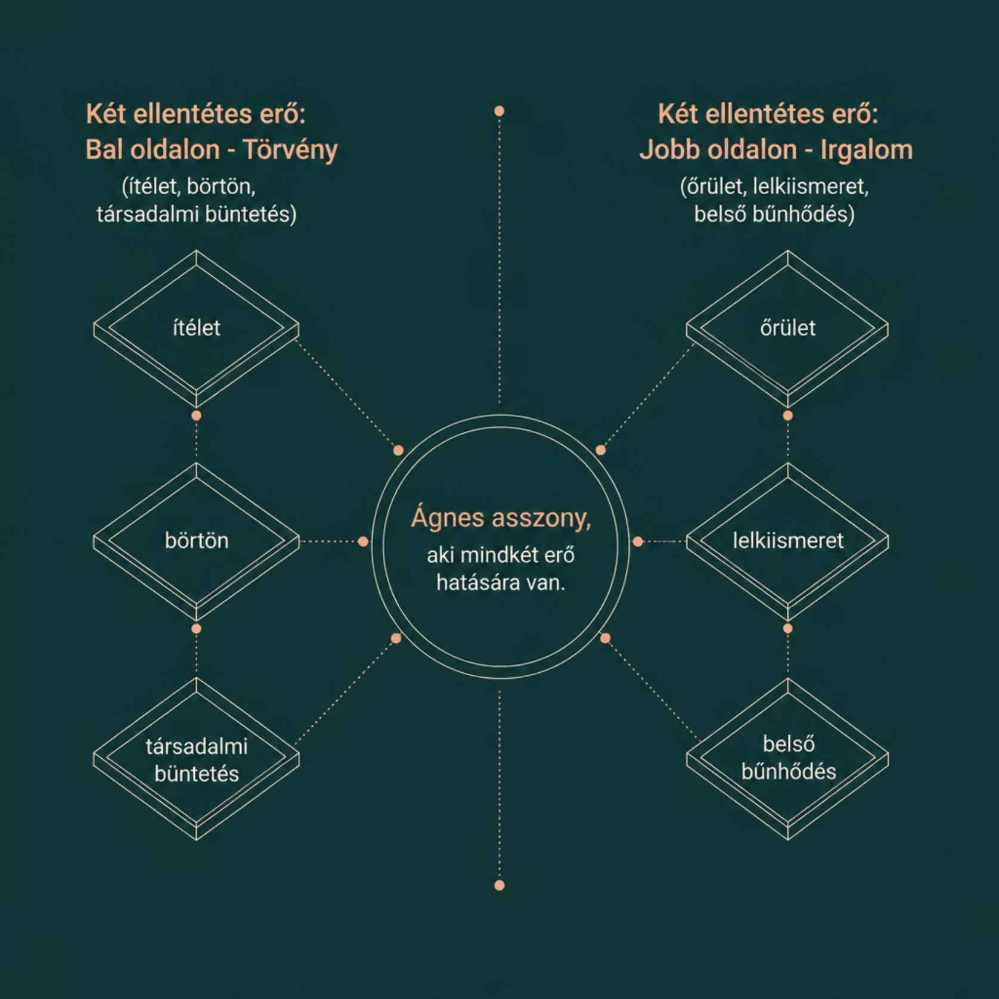 Két ellentétes erő:
Bal oldalon - Törvény
(ítélet, börtön,
társadalmi büntetés)
ítélet
börtön
társadalmi
büntetés
Ágnes asszony,
aki mindkét erő
hatására van.
Két ellentétes erő:
Jobb oldalon - Irgalom
(őrület, lelkiismeret,
belső bűnhődés)
őrület
lelkiismeret
belső
bűnhődés